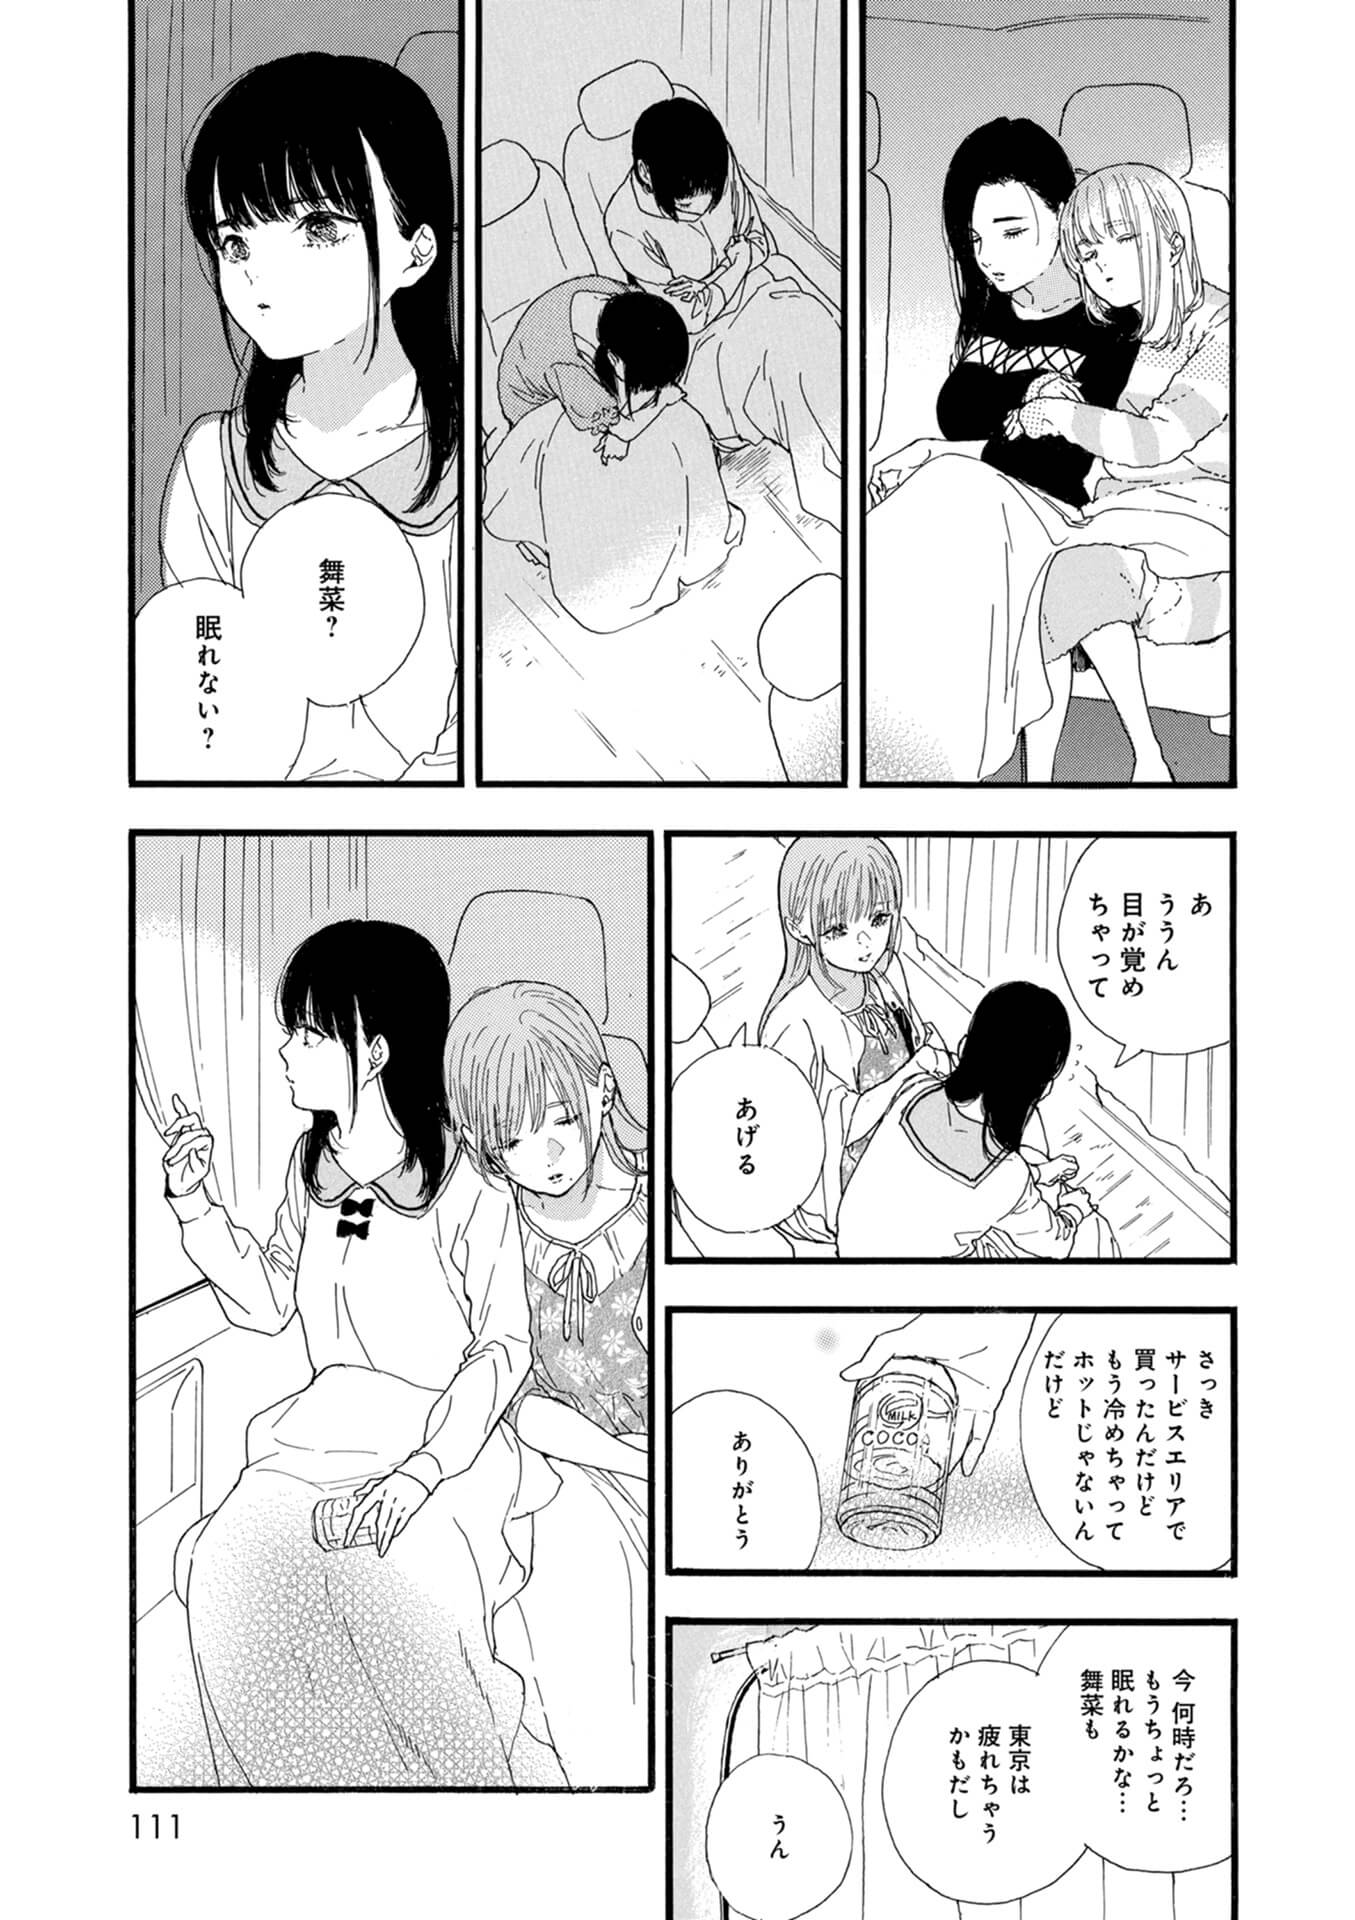 舞菜？
眠れない？
あ
ううん
目が覚め
ちゃって
あげる
さっき
サービスエリアで
買ったんだけど
もう冷めちゃって
ホットじゃないん
だけど
MILK
COCO
ありがとう
今 何時だろ…
もうちょっと
眠れるかな…
舞菜も
東京は
疲れちゃう
かもだし
うん
111